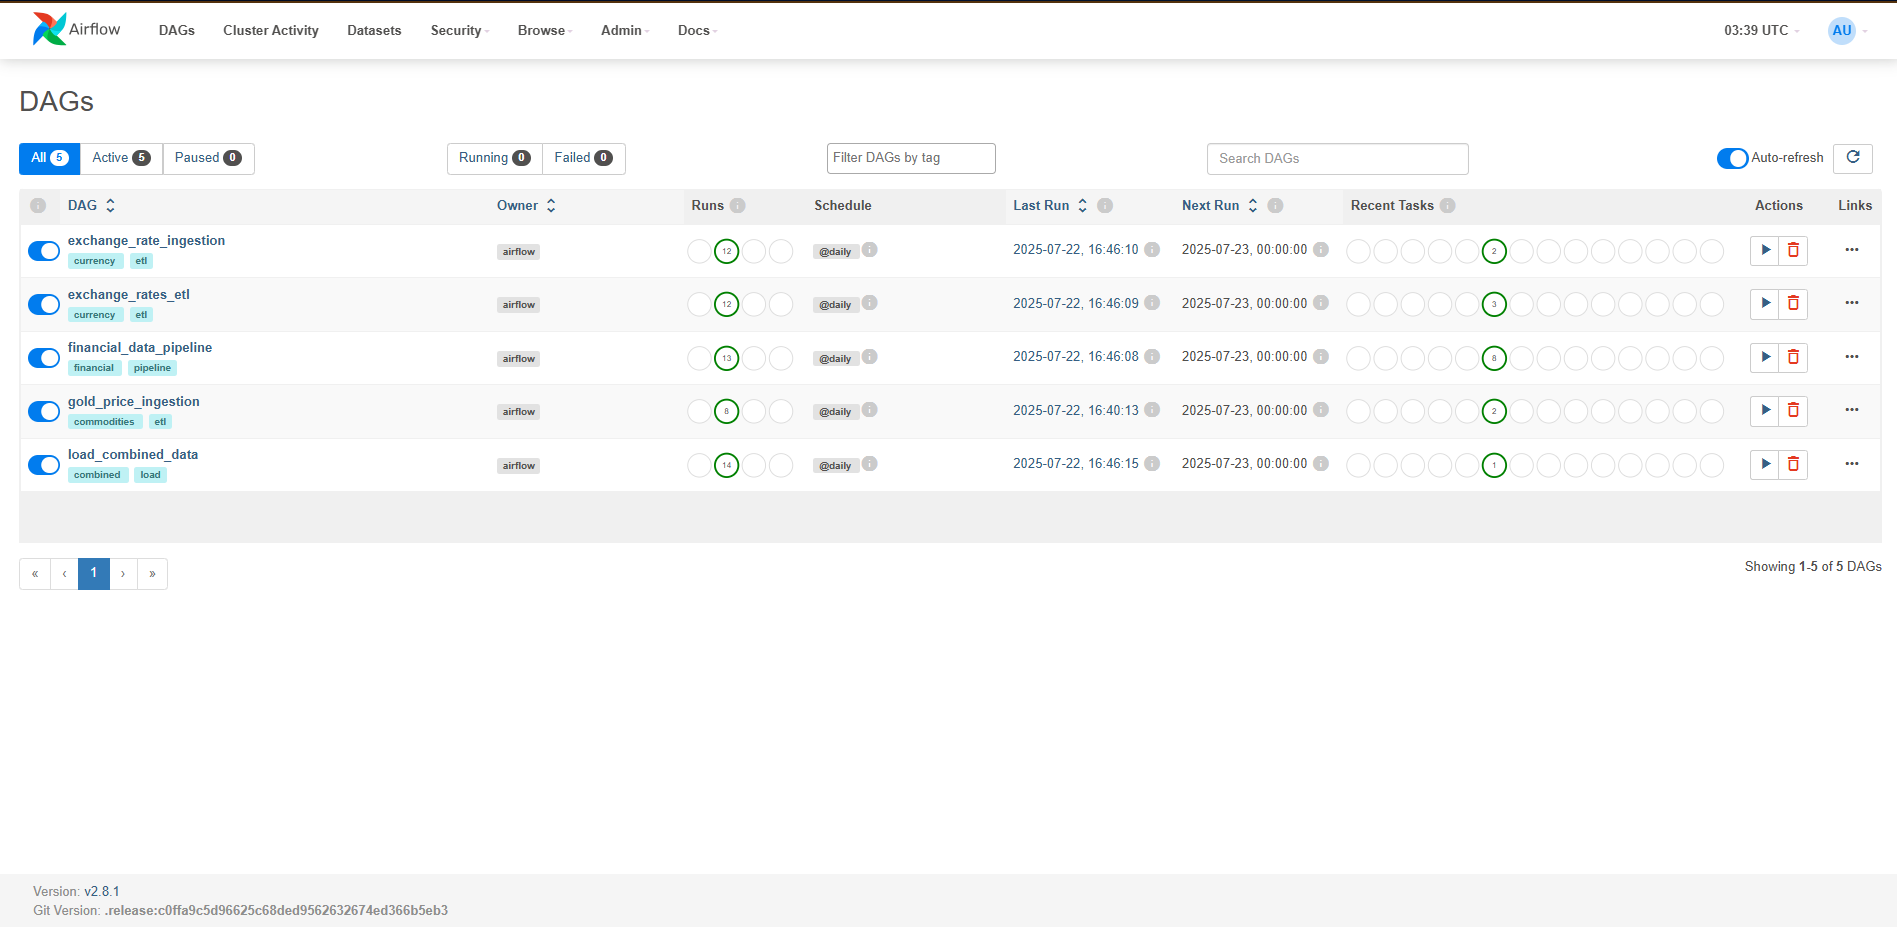 Airflow DAGs Cluster Activity Datasets Security Browse Admin Docs 03:39 UTC AU
DAGs
All 5 Active 5 Paused 0 Running 0 Failed 0 Filter DAGs by tag Search DAGs Auto-refresh
DAG Owner Runs Schedule Last Run Next Run Recent Tasks Actions Links
exchange_rate_ingestion
currency etl airflow 12 @daily 2025-07-22, 16:46:10 2025-07-23, 00:00:00 2
exchange_rates_etl
currency etl airflow 12 @daily 2025-07-22, 16:46:09 2025-07-23, 00:00:00 3
financial_data_pipeline
financial pipeline airflow 13 @daily 2025-07-22, 16:46:08 2025-07-23, 00:00:00 8
gold_price_ingestion
commodities etl airflow 8 @daily 2025-07-22, 16:40:13 2025-07-23, 00:00:00 2
load_combined_data
combined load airflow 14 @daily 2025-07-22, 16:46:15 2025-07-23, 00:00:00 1
« ‹ 1 › » Showing 1-5 of 5 DAGs
Version: v2.8.1
Git Version: .release:c0ffa9c5d96625c68ded9562632674ed366b5eb3